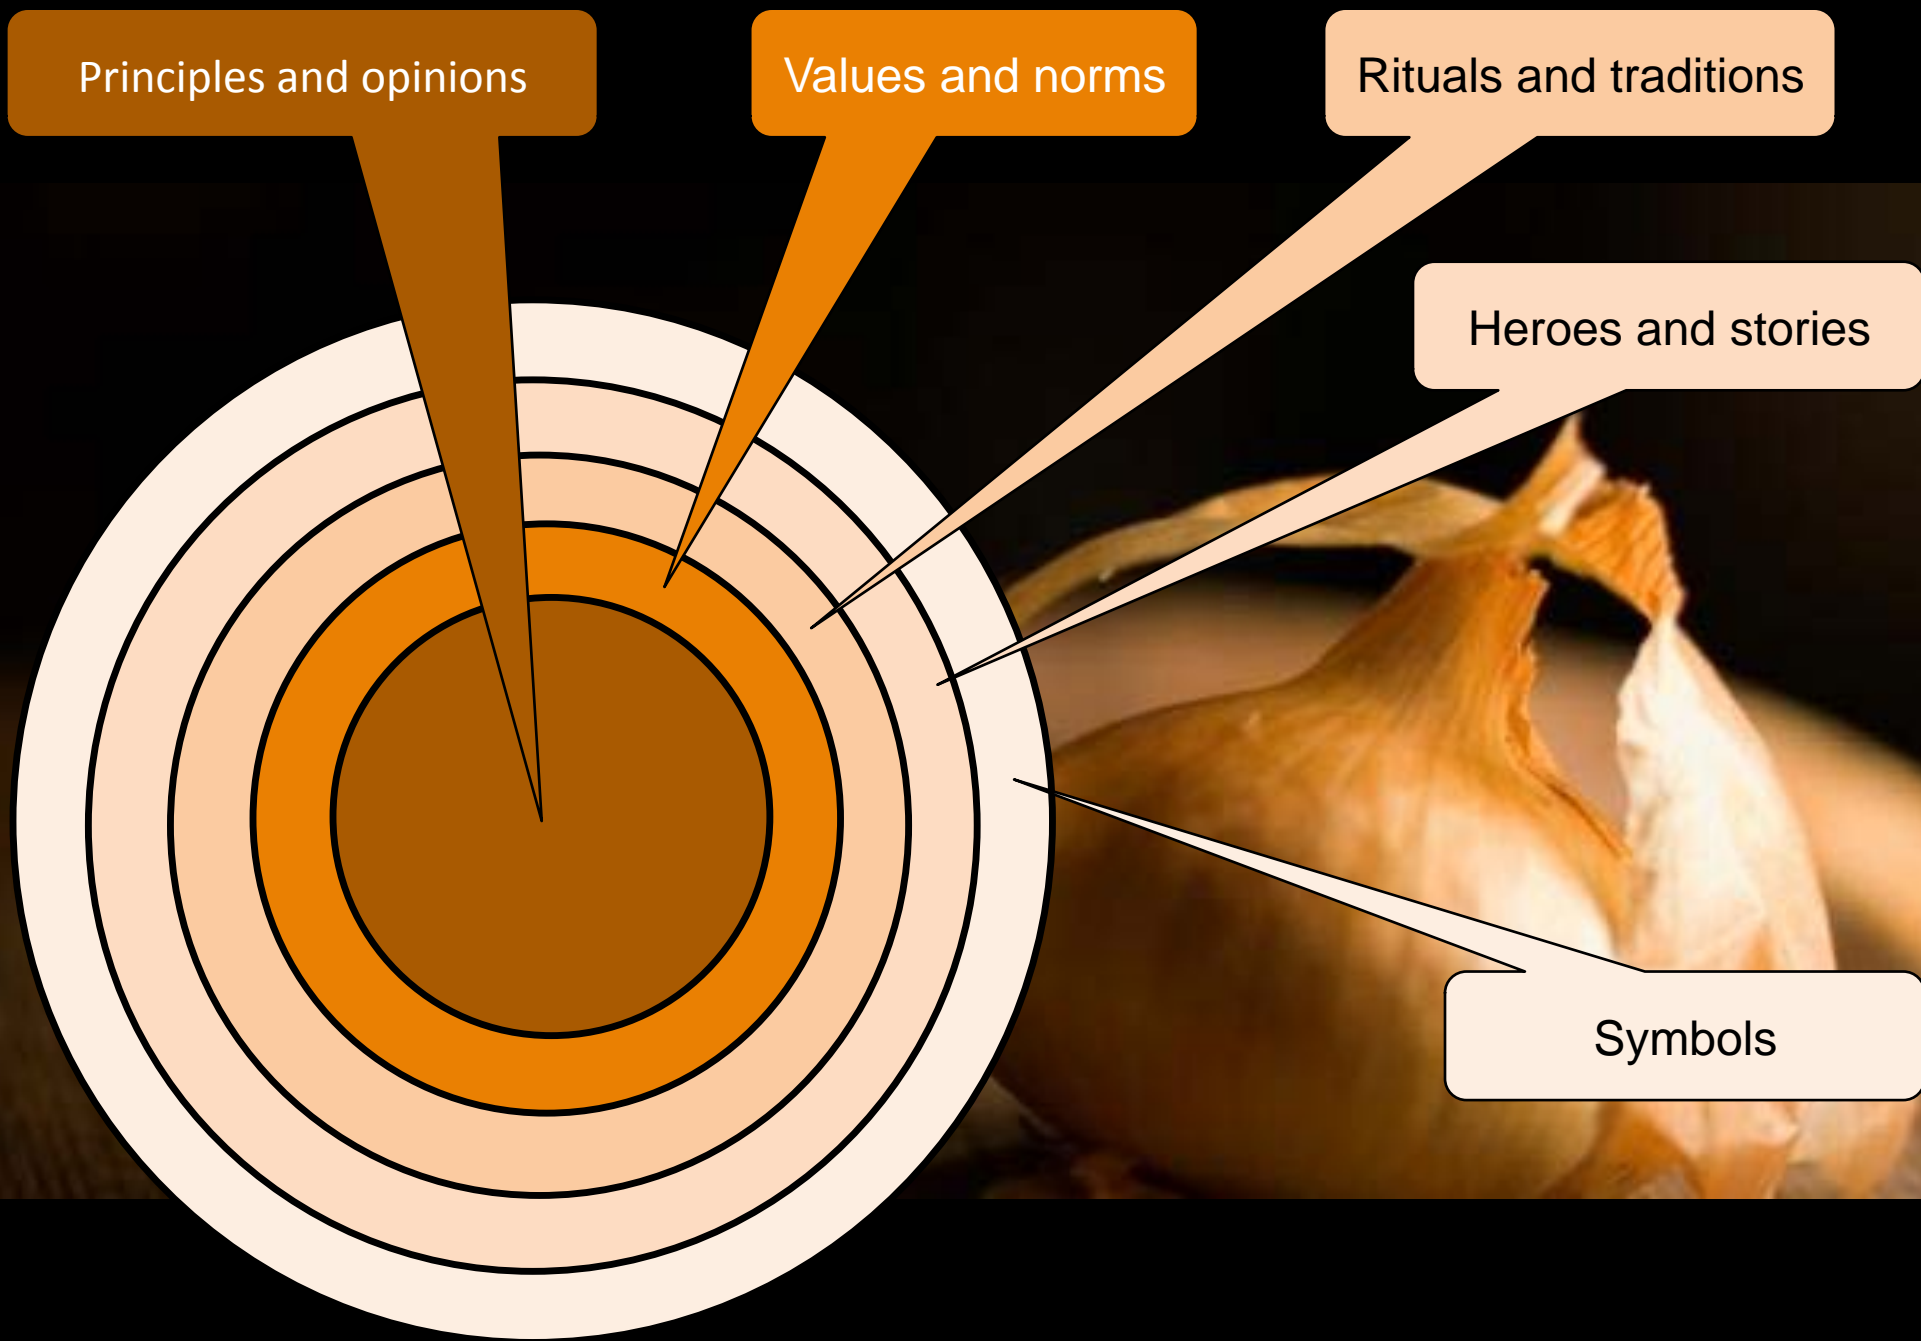 Principles and opinions
Values and norms
Rituals and traditions
Heroes and stories
Symbols